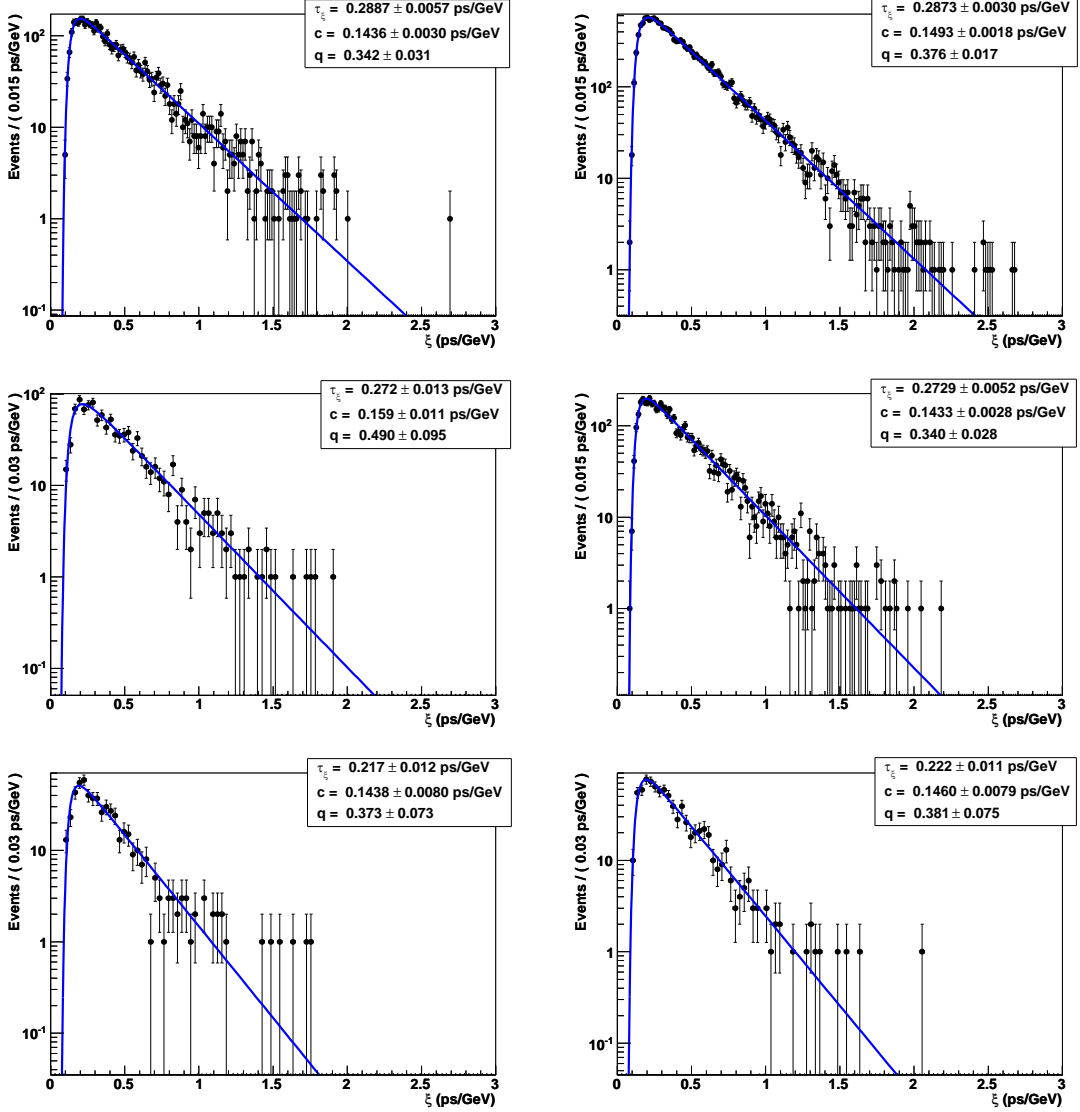 τξ = 0.2887 ± 0.0057 ps/GeV
c = 0.1436 ± 0.0030 ps/GeV
q = 0.342 ± 0.031
Events / ( 0.015 ps/GeV )
10²
10
1
10⁻¹
0 0.5 1 1.5 2 2.5 3
ξ (ps/GeV)
τξ = 0.2873 ± 0.0030 ps/GeV
c = 0.1493 ± 0.0018 ps/GeV
q = 0.376 ± 0.017
Events / ( 0.015 ps/GeV )
10²
10
1
0 0.5 1 1.5 2 2.5 3
ξ (ps/GeV)
τξ = 0.272 ± 0.013 ps/GeV
c = 0.159 ± 0.011 ps/GeV
q = 0.490 ± 0.095
Events / ( 0.03 ps/GeV )
10²
10
1
10⁻¹
0 0.5 1 1.5 2 2.5 3
ξ (ps/GeV)
τξ = 0.2729 ± 0.0052 ps/GeV
c = 0.1433 ± 0.0028 ps/GeV
q = 0.340 ± 0.028
Events / ( 0.015 ps/GeV )
10²
10
1
0 0.5 1 1.5 2 2.5 3
ξ (ps/GeV)
τξ = 0.217 ± 0.012 ps/GeV
c = 0.1438 ± 0.0080 ps/GeV
q = 0.373 ± 0.073
Events / ( 0.03 ps/GeV )
10
1
10⁻¹
0 0.5 1 1.5 2 2.5 3
ξ (ps/GeV)
τξ = 0.222 ± 0.011 ps/GeV
c = 0.1460 ± 0.0079 ps/GeV
q = 0.381 ± 0.075
Events / ( 0.03 ps/GeV )
10
1
10⁻¹
0 0.5 1 1.5 2 2.5 3
ξ (ps/GeV)